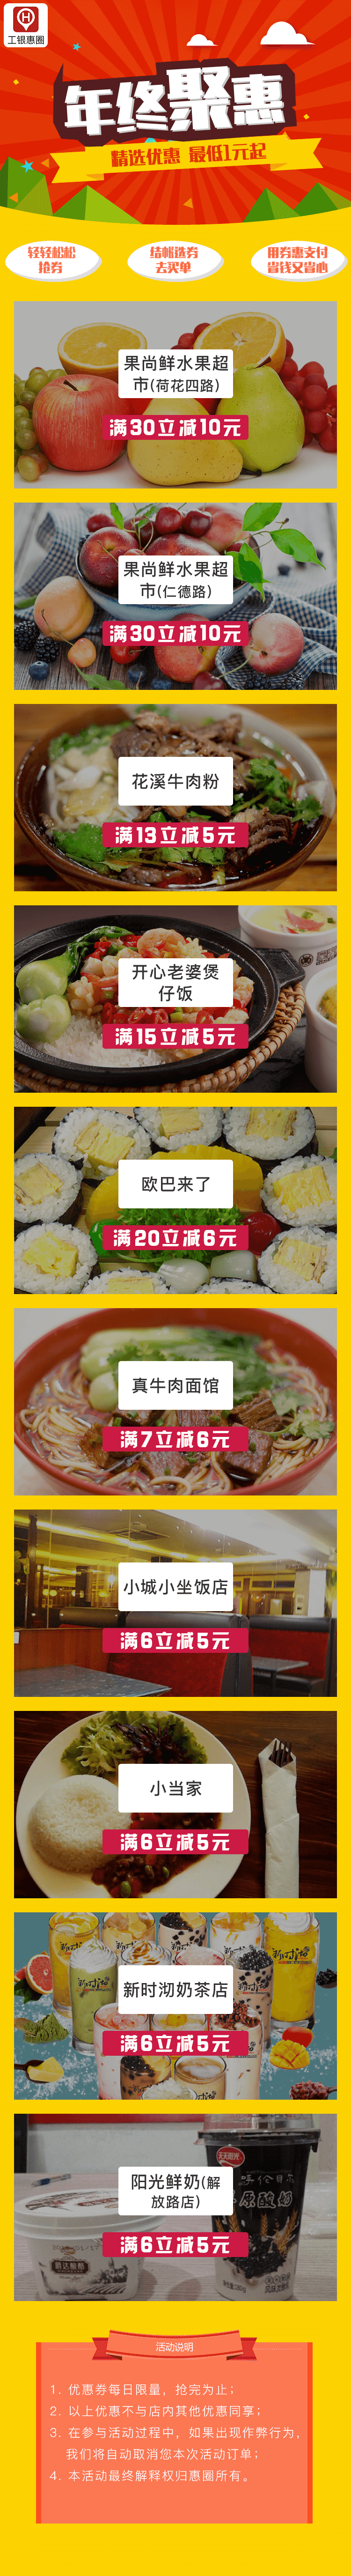 工银惠圈
年终聚惠
精选优惠 最低1元起
轻轻松松
抢券
结帐选券
去买单
用券惠支付
省钱又省心
果尚鲜水果超
市(荷花四路)
满30立减10元
果尚鲜水果超
市(仁德路)
满30立减10元
花溪牛肉粉
满13立减5元
开心老婆煲
仔饭
满15立减5元
欧巴来了
满20立减6元
真牛肉面馆
满7立减6元
小城小坐饭店
满6立减5元
小当家
满6立减5元
新时沏奶茶店
满6立减5元
阳光鲜奶(解
放路店)
满6立减5元
活动说明
1. 优惠券每日限量，抢完为止；
2. 以上优惠不与店内其他优惠同享；
3. 在参与活动过程中，如果出现作弊行为，
我们将自动取消您本次活动订单；
4. 本活动最终解释权归惠圈所有。